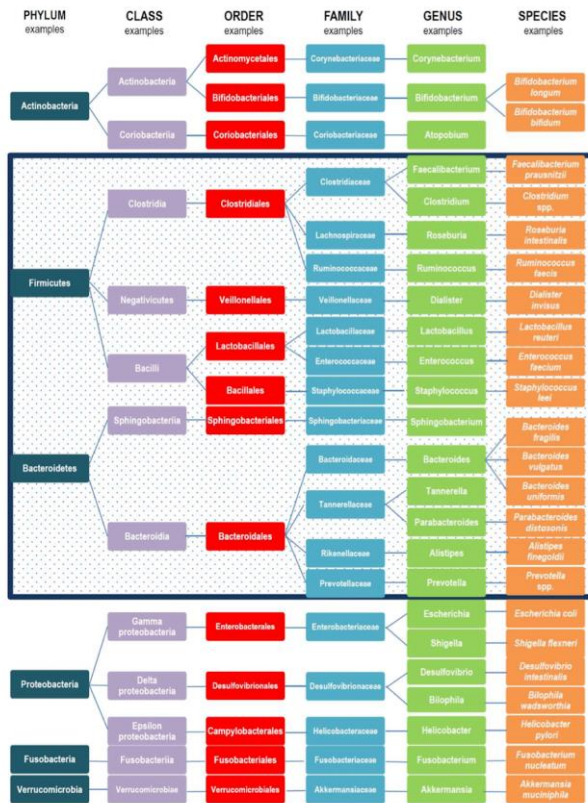 PHYLUM CLASS ORDER FAMILY GENUS SPECIES
examples examples examples examples examples examples
Actinomycetales Corynebacteriaceae Corynebacterium
Actinobacteria
Bifidobacteriales Bifidobacteriaceae Bifidobacterium
Bifidobacterium
longum
Bifidobacterium
bifidum
Actinobacteria
Coriobacteriia Coriobacteriales Coriobacteriaceae Atopobium
Firmicutes
Clostridia Clostridiales
Clostridiaceae
Faecalibacterium
Faecalibacterium
prausnitzii
Clostridium
Clostridium
spp.
Lachnospiraceae Roseburia
Roseburia
intestinalis
Ruminococcaceae Ruminococcus
Ruminococcus
faecis
Negativicutes Veillonellales Veillonellaceae Dialister
Dialister
invisus
Bacilli
Lactobacillales
Lactobacillaceae Lactobacillus
Lactobacillus
reuteri
Enterococcaceae Enterococcus
Enterococcus
faecium
Bacillales Staphylococcaceae Staphylococcus
Staphylococcus
leei
Bacteroidetes
Sphingobacteriia Sphingobacteriales Sphingobacteriaceae Sphingobacterium
Bacteroidia Bacteroidales
Bacteroidaceae Bacteroides
Bacteroides
fragilis
Bacteroides
vulgatus
Bacteroides
uniformis
Tannerellaceae
Tannerella
Parabacteroides
Parabacteroides
distasonis
Rikenellaceae Alistipes
Alistipes
finegoldii
Prevotellaceae Prevotella
Prevotella
spp.
Proteobacteria
Gamma
proteobacteria
Enterobacterales Enterobacteriaceae
Escherichia Escherichia coli
Shigella Shigella flexneri
Delta
proteobacteria
Desulfovibrionales Desulfovibrionaceae
Desulfovibrio
Desulfovibrio
intestinalis
Bilophila
Bilophila
wadsworthia
Epsilon
proteobacteria
Campylobacterales Helicobacteraceae Helicobacter
Helicobacter
pylori
Fusobacteria Fusobacteriia Fusobacteriales Fusobacteriaceae Fusobacterium
Fusobacterium
nucleatum
Verrucomicrobia Verrucomicrobiae Verrucomicrobiales Akkermansiaceae Akkermansia
Akkermansia
muciniphila